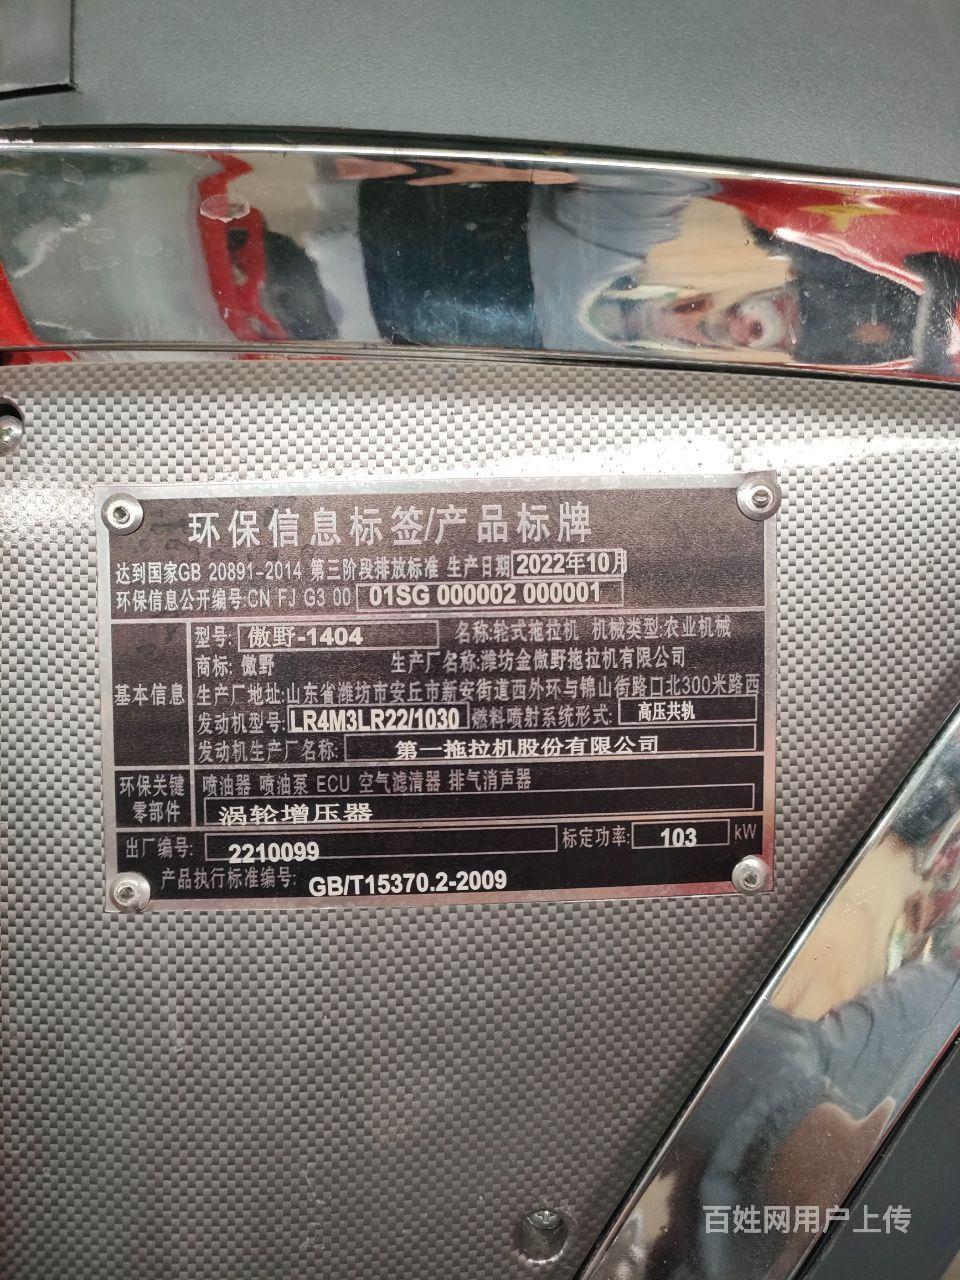 环保信息标签/产品标牌
达到国家GB 20891-2014 第三阶段排放标准 生产日期 2022年10月
环保信息公开编号:CN FJ G3 00 01SG 000002 000001
基本信息
型号: 傲野-1404 名称:轮式拖拉机 机械类型:农业机械
商标: 傲野 生产厂名称:潍坊金傲野拖拉机有限公司
生产厂地址:山东省潍坊市安丘市新安街道西外环与锦山街路口北300米路西
发动机型号: LR4M3LR22/1030 燃料喷射系统形式: 高压共轨
发动机生产厂名称: 第一拖拉机股份有限公司
环保关键零部件
喷油器 喷油泵 ECU 空气滤清器 排气消声器
涡轮增压器
出厂编号: 2210099 标定功率: 103 kW
产品执行标准编号: GB/T15370.2-2009
百姓网用户上传